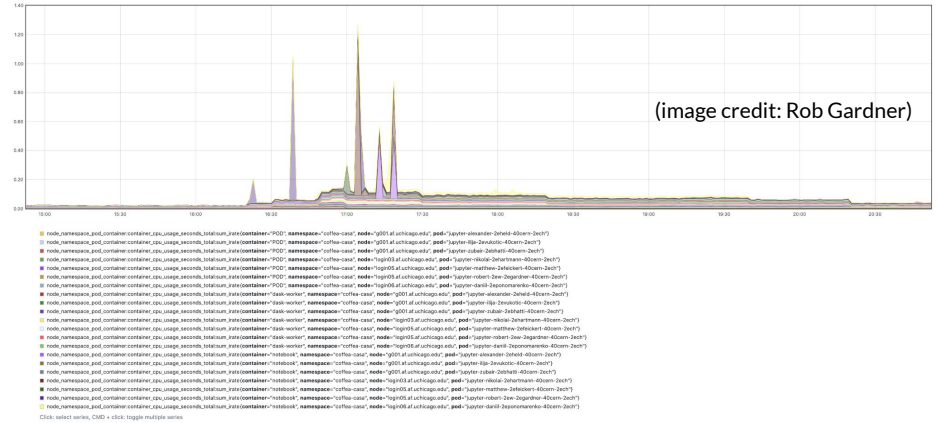 1.40
1.20
1.00
0.80
0.60
0.40
0.20
0.00
(image credit: Rob Gardner)
15:00 15:30 16:00 16:30 17:00 17:30 18:00 18:30 19:00 19:30 20:00 20:30
node_namespace_pod_container:container_cpu_usage_seconds_total:sum_irate{container="POD", namespace="coffea-casa", node="g001.af.uchicago.edu", pod="jupyter-alexander-2eheld-40cern-2ech"}
node_namespace_pod_container:container_cpu_usage_seconds_total:sum_irate{container="POD", namespace="coffea-casa", node="g001.af.uchicago.edu", pod="jupyter-ilija-2evukotic-40cern-2ech"}
node_namespace_pod_container:container_cpu_usage_seconds_total:sum_irate{container="POD", namespace="coffea-casa", node="g001.af.uchicago.edu", pod="jupyter-zubair-2ebhatti-40cern-2ech"}
node_namespace_pod_container:container_cpu_usage_seconds_total:sum_irate{container="POD", namespace="coffea-casa", node="login03.af.uchicago.edu", pod="jupyter-nikolai-2ehartmann-40cern-2ech"}
node_namespace_pod_container:container_cpu_usage_seconds_total:sum_irate{container="POD", namespace="coffea-casa", node="login05.af.uchicago.edu", pod="jupyter-matthew-2efeickert-40cern-2ech"}
node_namespace_pod_container:container_cpu_usage_seconds_total:sum_irate{container="POD", namespace="coffea-casa", node="login05.af.uchicago.edu", pod="jupyter-robert-2ew-2egardner-40cern-2ech"}
node_namespace_pod_container:container_cpu_usage_seconds_total:sum_irate{container="POD", namespace="coffea-casa", node="login06.af.uchicago.edu", pod="jupyter-daniil-2eponomarenko-40cern-2ech"}
node_namespace_pod_container:container_cpu_usage_seconds_total:sum_irate{container="dask-worker", namespace="coffea-casa", node="g001.af.uchicago.edu", pod="jupyter-alexander-2eheld-40cern-2ech"}
node_namespace_pod_container:container_cpu_usage_seconds_total:sum_irate{container="dask-worker", namespace="coffea-casa", node="g001.af.uchicago.edu", pod="jupyter-ilija-2evukotic-40cern-2ech"}
node_namespace_pod_container:container_cpu_usage_seconds_total:sum_irate{container="dask-worker", namespace="coffea-casa", node="g001.af.uchicago.edu", pod="jupyter-zubair-2ebhatti-40cern-2ech"}
node_namespace_pod_container:container_cpu_usage_seconds_total:sum_irate{container="dask-worker", namespace="coffea-casa", node="login03.af.uchicago.edu", pod="jupyter-nikolai-2ehartmann-40cern-2ech"}
node_namespace_pod_container:container_cpu_usage_seconds_total:sum_irate{container="dask-worker", namespace="coffea-casa", node="login05.af.uchicago.edu", pod="jupyter-matthew-2efeickert-40cern-2ech"}
node_namespace_pod_container:container_cpu_usage_seconds_total:sum_irate{container="dask-worker", namespace="coffea-casa", node="login05.af.uchicago.edu", pod="jupyter-robert-2ew-2egardner-40cern-2ech"}
node_namespace_pod_container:container_cpu_usage_seconds_total:sum_irate{container="dask-worker", namespace="coffea-casa", node="login06.af.uchicago.edu", pod="jupyter-daniil-2eponomarenko-40cern-2ech"}
node_namespace_pod_container:container_cpu_usage_seconds_total:sum_irate{container="notebook", namespace="coffea-casa", node="g001.af.uchicago.edu", pod="jupyter-alexander-2eheld-40cern-2ech"}
node_namespace_pod_container:container_cpu_usage_seconds_total:sum_irate{container="notebook", namespace="coffea-casa", node="g001.af.uchicago.edu", pod="jupyter-ilija-2evukotic-40cern-2ech"}
node_namespace_pod_container:container_cpu_usage_seconds_total:sum_irate{container="notebook", namespace="coffea-casa", node="g001.af.uchicago.edu", pod="jupyter-zubair-2ebhatti-40cern-2ech"}
node_namespace_pod_container:container_cpu_usage_seconds_total:sum_irate{container="notebook", namespace="coffea-casa", node="login03.af.uchicago.edu", pod="jupyter-nikolai-2ehartmann-40cern-2ech"}
node_namespace_pod_container:container_cpu_usage_seconds_total:sum_irate{container="notebook", namespace="coffea-casa", node="login05.af.uchicago.edu", pod="jupyter-matthew-2efeickert-40cern-2ech"}
node_namespace_pod_container:container_cpu_usage_seconds_total:sum_irate{container="notebook", namespace="coffea-casa", node="login05.af.uchicago.edu", pod="jupyter-robert-2ew-2egardner-40cern-2ech"}
node_namespace_pod_container:container_cpu_usage_seconds_total:sum_irate{container="notebook", namespace="coffea-casa", node="login06.af.uchicago.edu", pod="jupyter-daniil-2eponomarenko-40cern-2ech"}
Click: select series, CMD + click: toggle multiple series